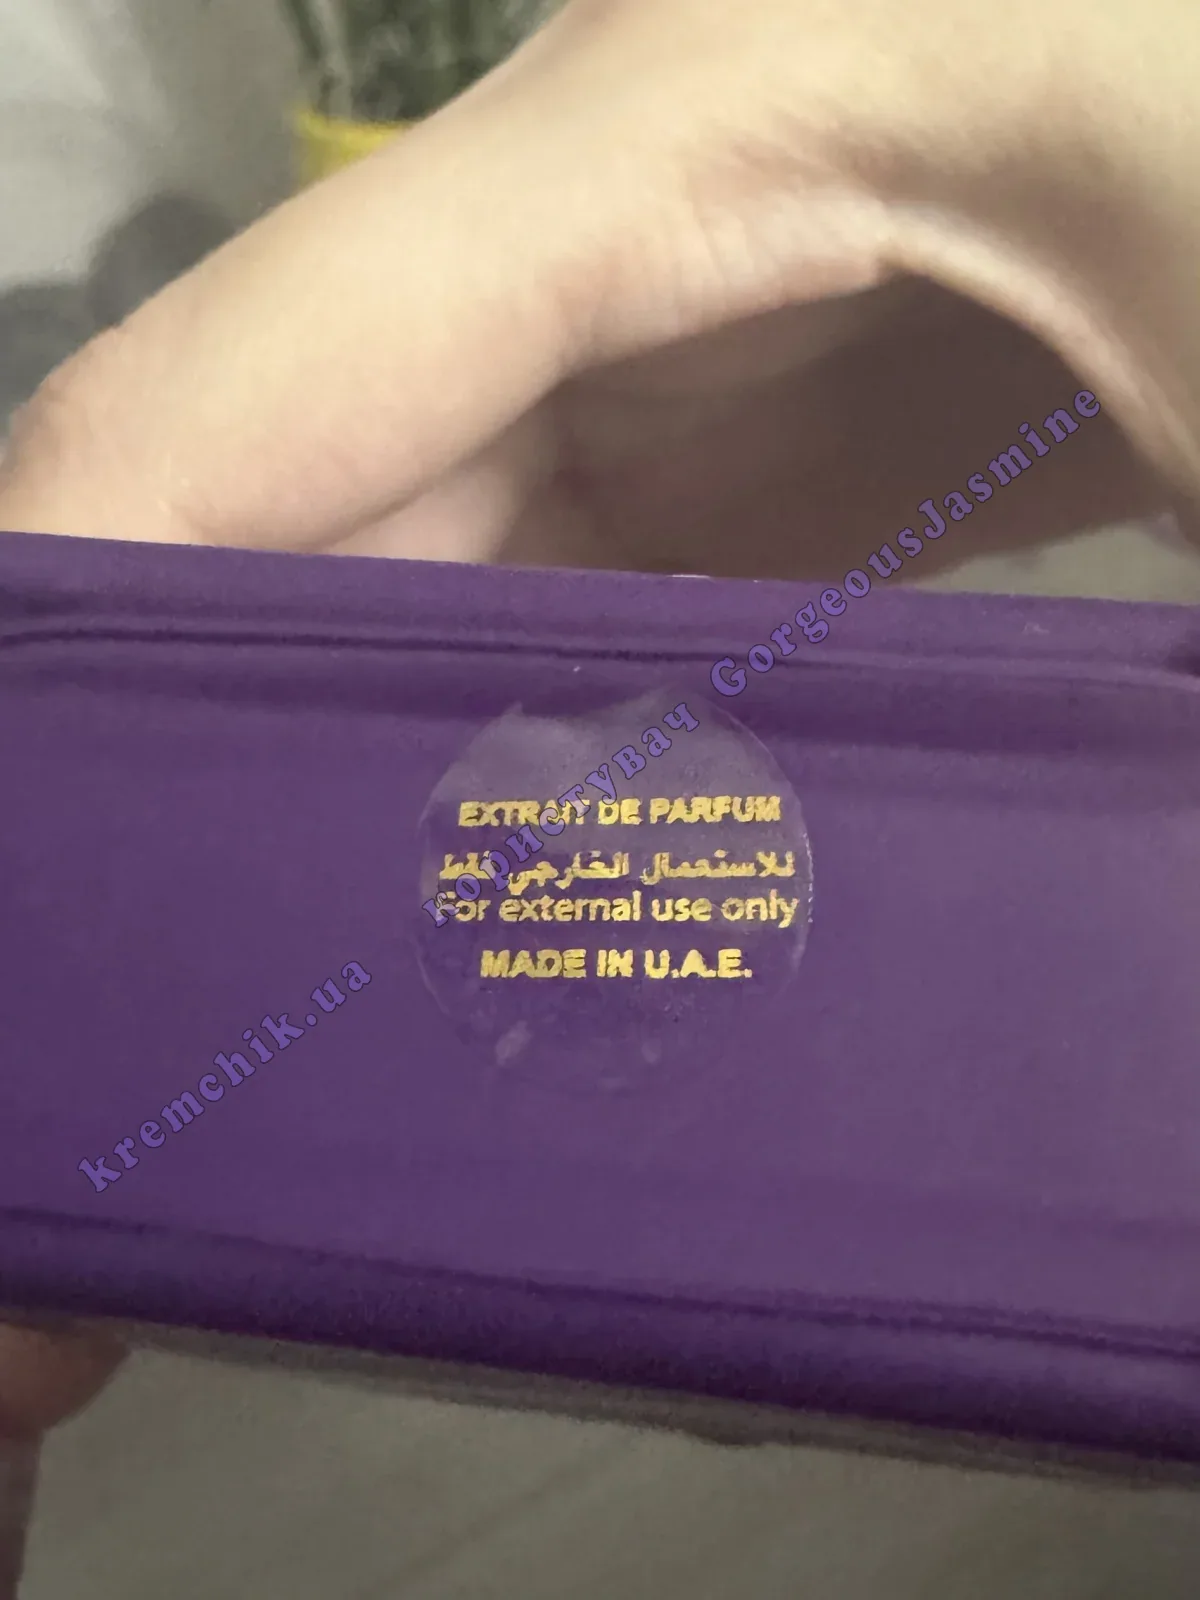 EXTRAIT DE PARFUM
للاستعمال الخارجي فقط
For external use only
MADE IN U.A.E.
kremchik.ua користувач GorgeousJasmine